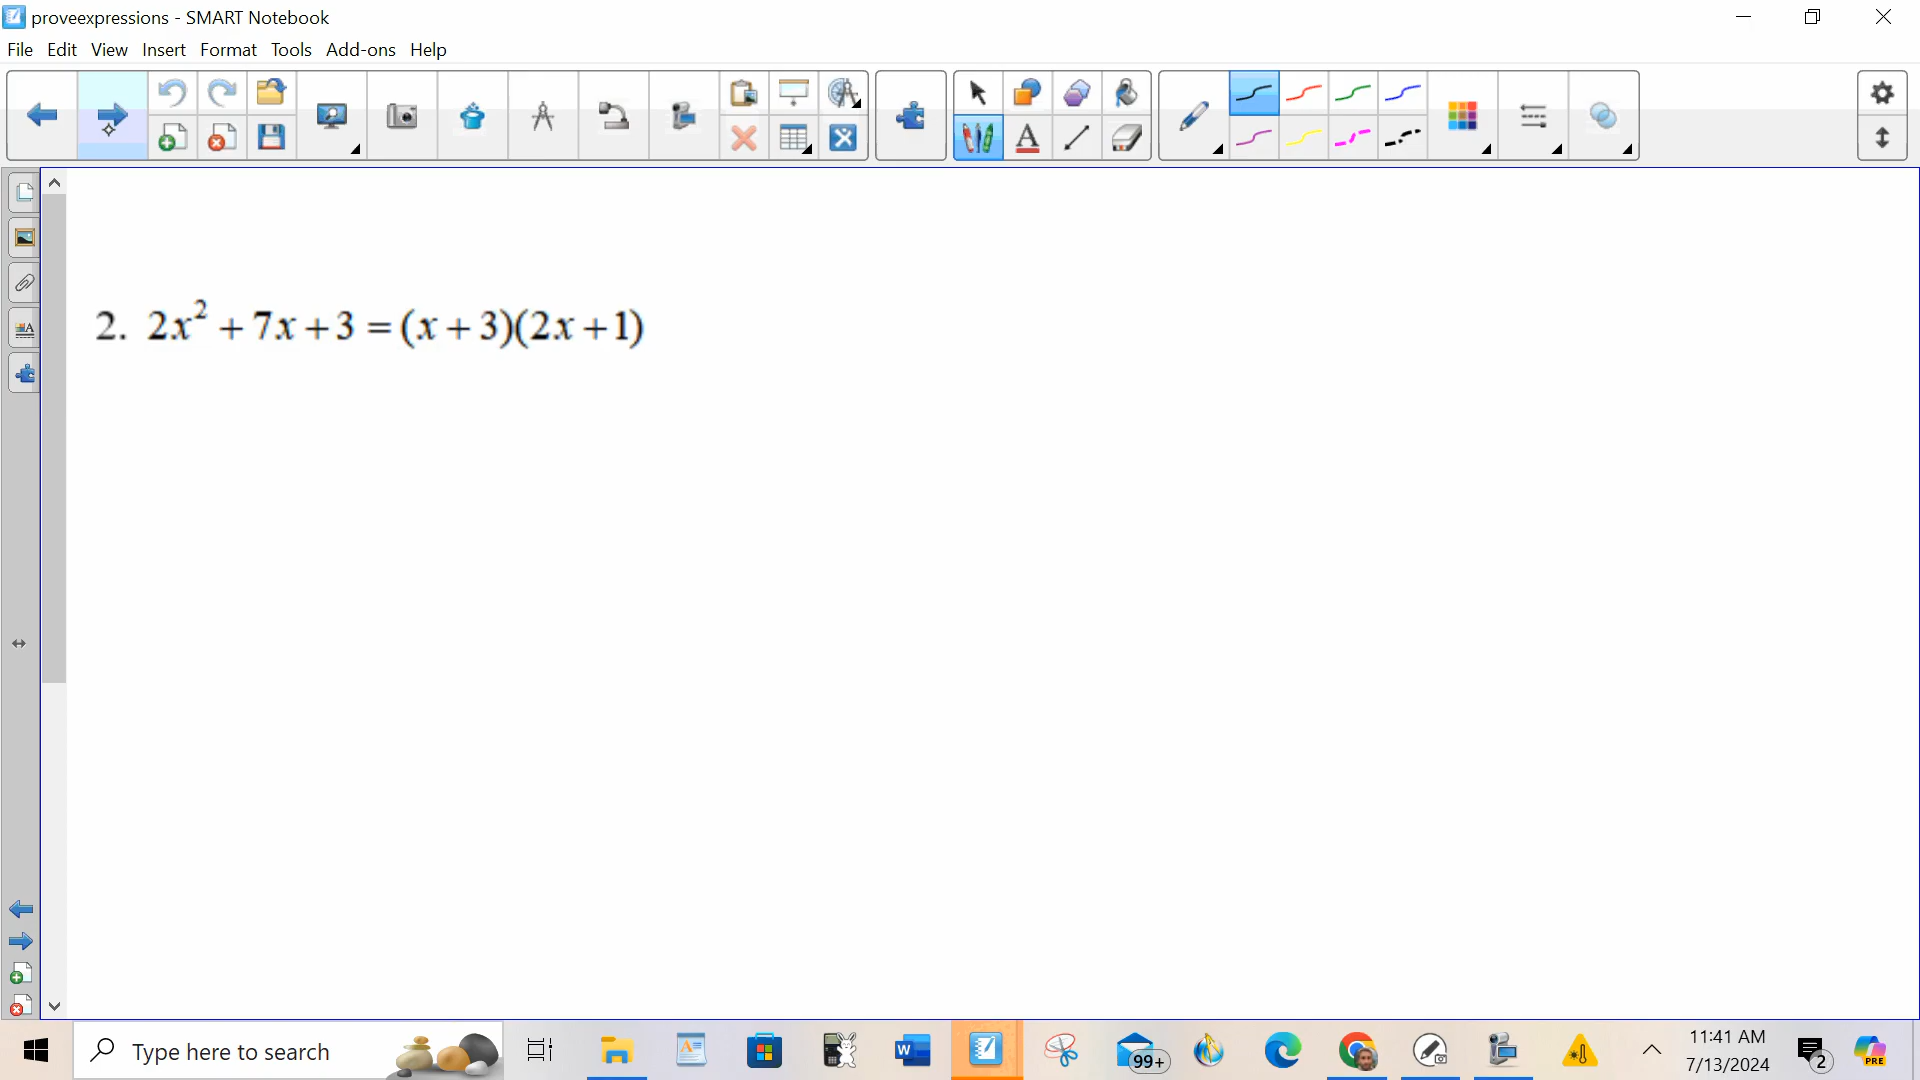 proveexpressions - SMART Notebook
File Edit View Insert Format Tools Add-ons Help
2. 2x² + 7x + 3 = (x + 3)(2x + 1)
Type here to search
99+
11:41 AM
7/13/2024
2
PRE